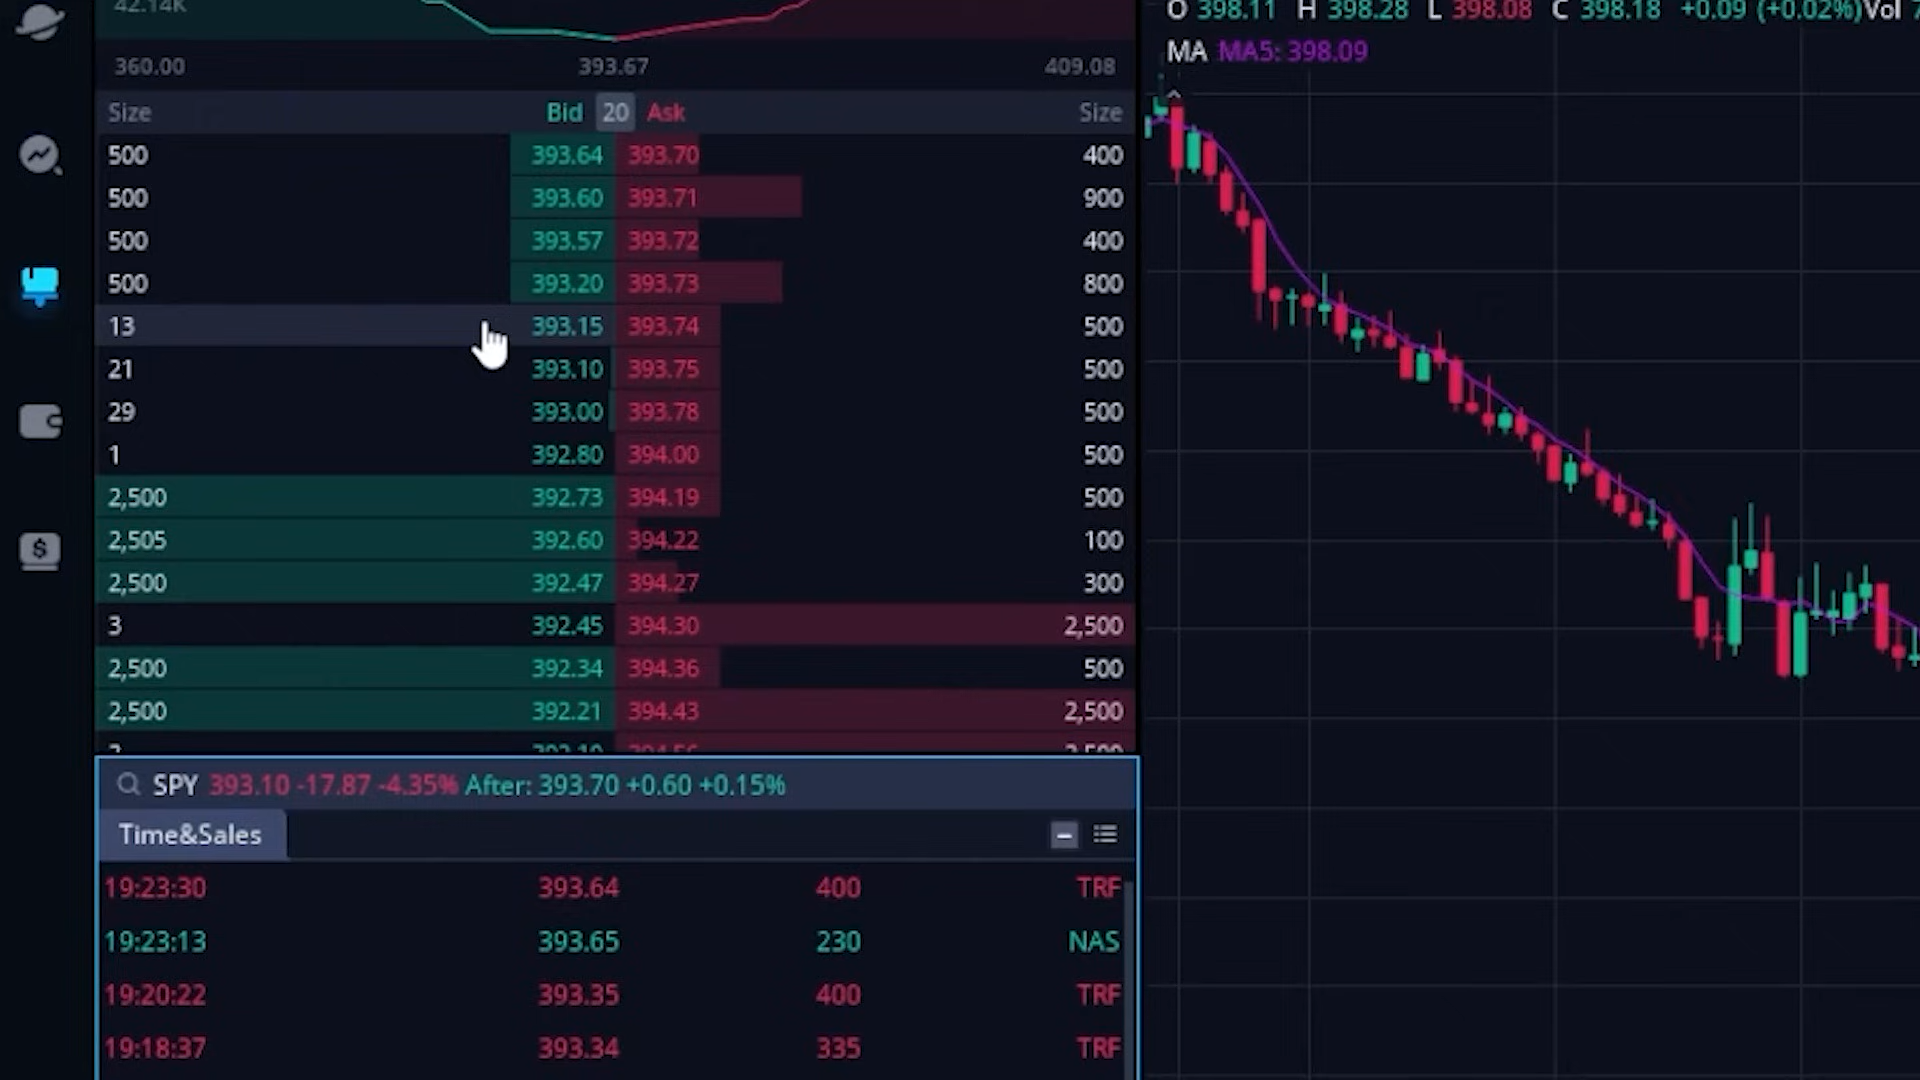 42.14K
360.00 393.67 409.08
Size Bid 20 Ask Size
500 393.64 393.70 400
500 393.60 393.71 900
500 393.57 393.72 400
500 393.20 393.73 800
13 393.15 393.74 500
21 393.10 393.75 500
29 393.00 393.78 500
1 392.80 394.00 500
2,500 392.73 394.19 500
2,505 392.60 394.22 100
2,500 392.47 394.27 300
3 392.45 394.30 2,500
2,500 392.34 394.36 500
2,500 392.21 394.43 2,500
SPY 393.10 -17.87 -4.35% After: 393.70 +0.60 +0.15%
Time&Sales
19:23:30 393.64 400 TRF
19:23:13 393.65 230 NAS
19:20:22 393.35 400 TRF
19:18:37 393.34 335 TRF
O 398.11 H 398.28 L 398.08 C 398.18 +0.09 (+0.02%)Vol
MA MA5: 398.09
$